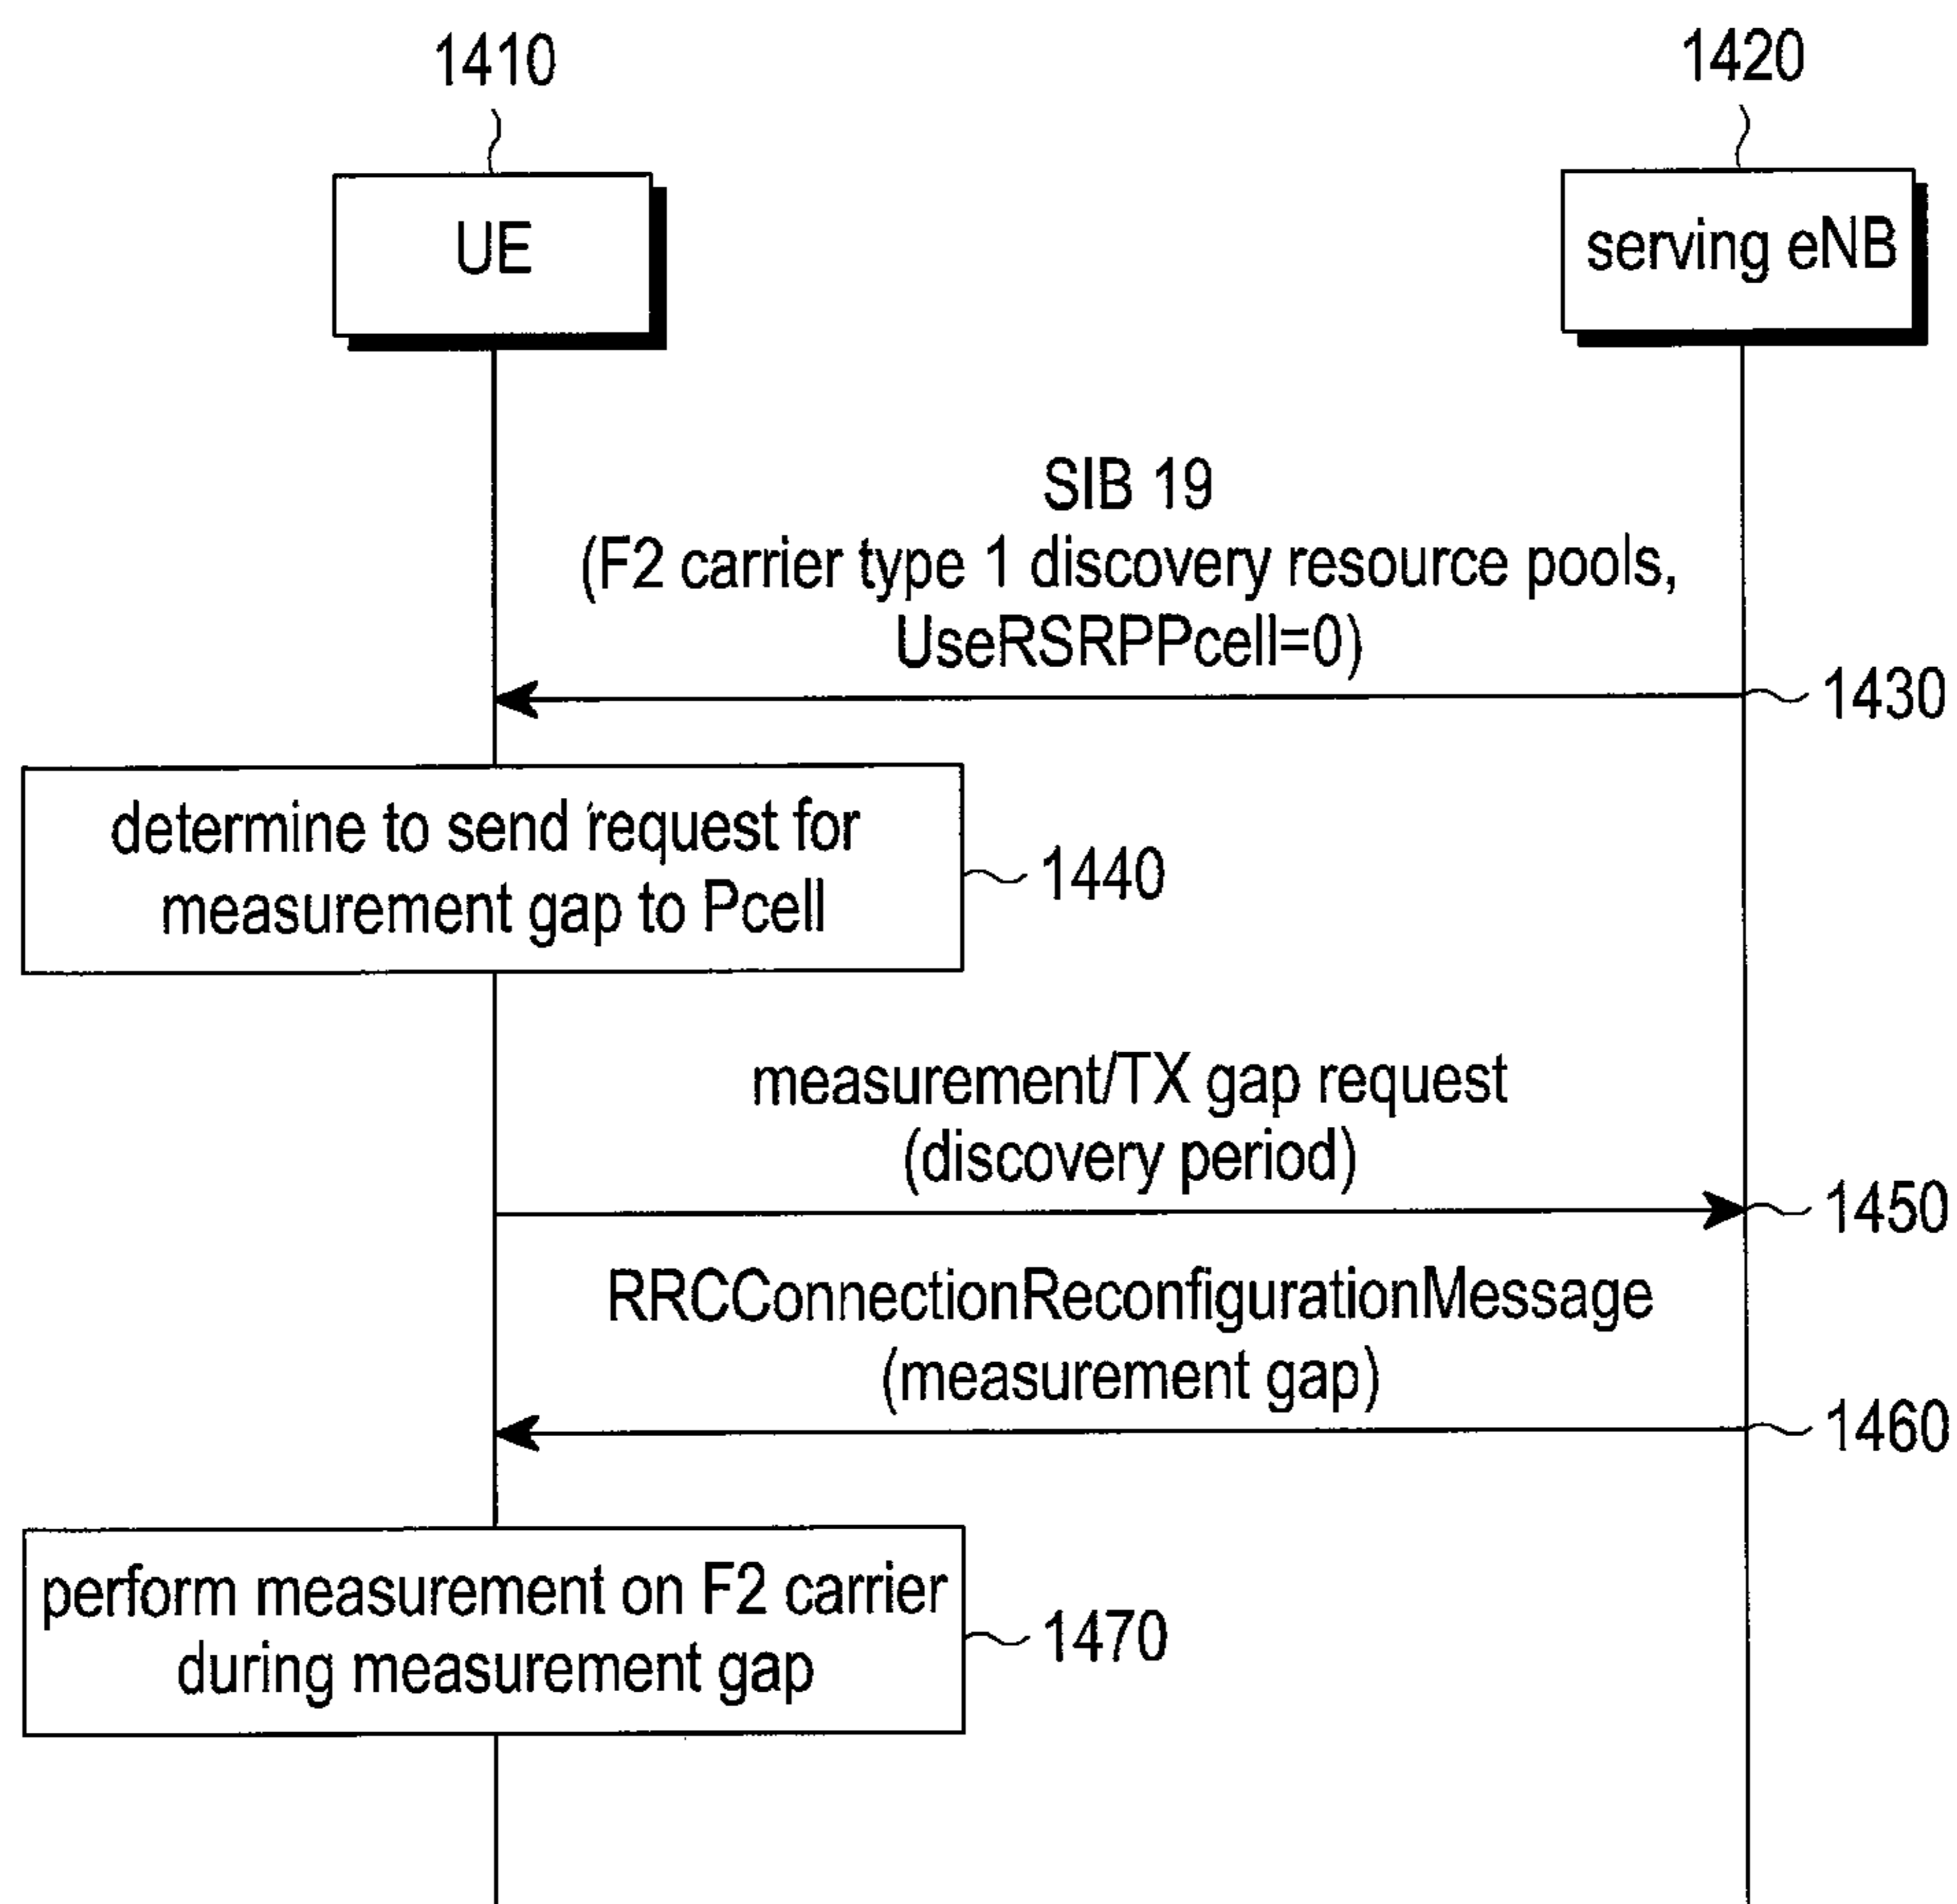 1410
1420
UE
serving eNB
SIB 19
(F2 carrier type 1 discovery resource pools,
UseRSRPPcell=0)
1430
determine to send request for
measurement gap to Pcell
1440
measurement/TX gap request
(discovery period)
1450
RRCConnectionReconfigurationMessage
(measurement gap)
1460
perform measurement on F2 carrier
during measurement gap
1470